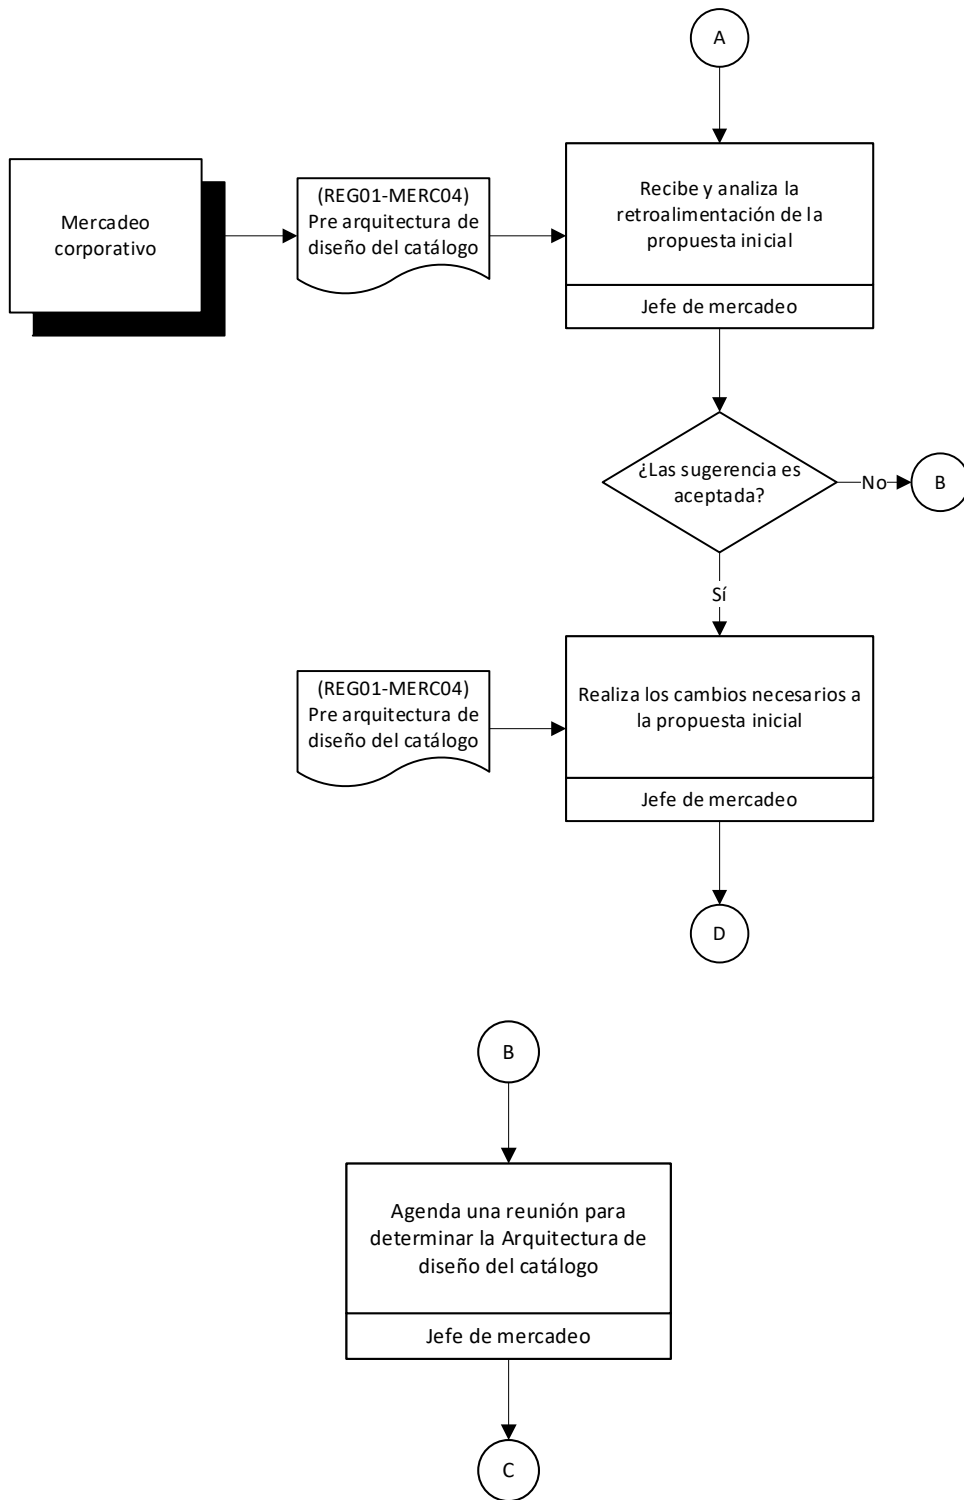 A
Mercadeo
corporativo
(REG01-MERC04)
Pre arquitectura de
diseño del catálogo
Recibe y analiza la
retroalimentación de la
propuesta inicial
Jefe de mercadeo
¿Las sugerencia es
aceptada?
No
B
Sí
(REG01-MERC04)
Pre arquitectura de
diseño del catálogo
Realiza los cambios necesarios a
la propuesta inicial
Jefe de mercadeo
D
B
Agenda una reunión para
determinar la Arquitectura de
diseño del catálogo
Jefe de mercadeo
C